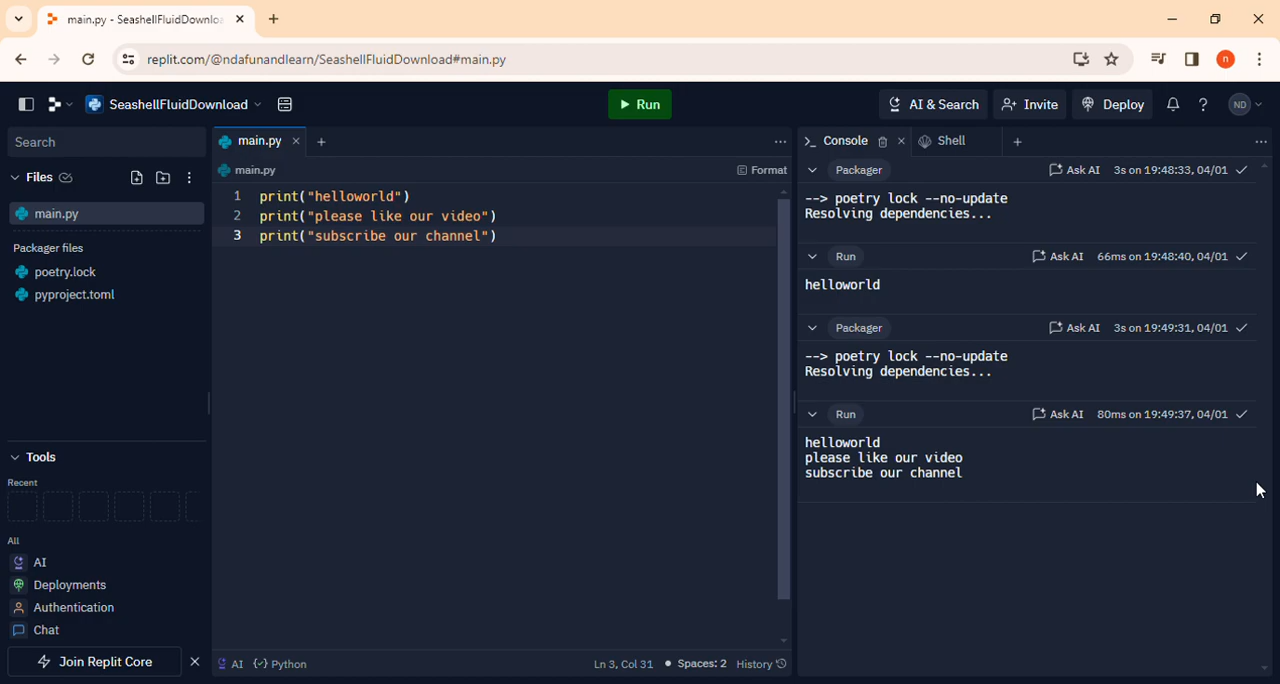 main.py - SeashellFluidDownlo
replit.com/@ndafunandlearn/SeashellFluidDownload#main.py
n
SeashellFluidDownload
Run
AI & Search
Invite
Deploy
ND
Search
Files
main.py
Packager files
poetry.lock
pyproject.toml
Tools
Recent
All
AI
Deployments
Authentication
Chat
Join Replit Core
main.py
main.py
Format
1 print("helloworld")
2 print("please like our video")
3 print("subscribe our channel")
AI
Python
Ln 3, Col 31
Spaces: 2
History
Console
Shell
Packager Ask AI 3s on 19:48:33, 04/01
--> poetry lock --no-update
Resolving dependencies...
Run Ask AI 66ms on 19:48:40, 04/01
helloworld
Packager Ask AI 3s on 19:49:31, 04/01
--> poetry lock --no-update
Resolving dependencies...
Run Ask AI 80ms on 19:49:37, 04/01
helloworld
please like our video
subscribe our channel